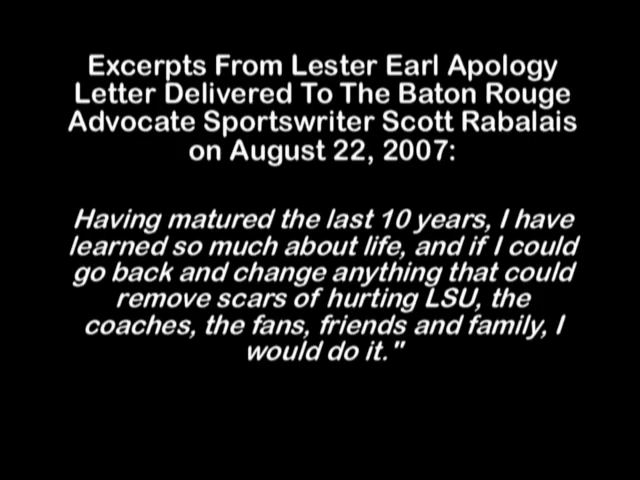 Excerpts From Lester Earl Apology
Letter Delivered To The Baton Rouge
Advocate Sportswriter Scott Rabalais
on August 22, 2007:
Having matured the last 10 years, I have
learned so much about life, and if I could
go back and change anything that could
remove scars of hurting LSU, the
coaches, the fans, friends and family, I
would do it."